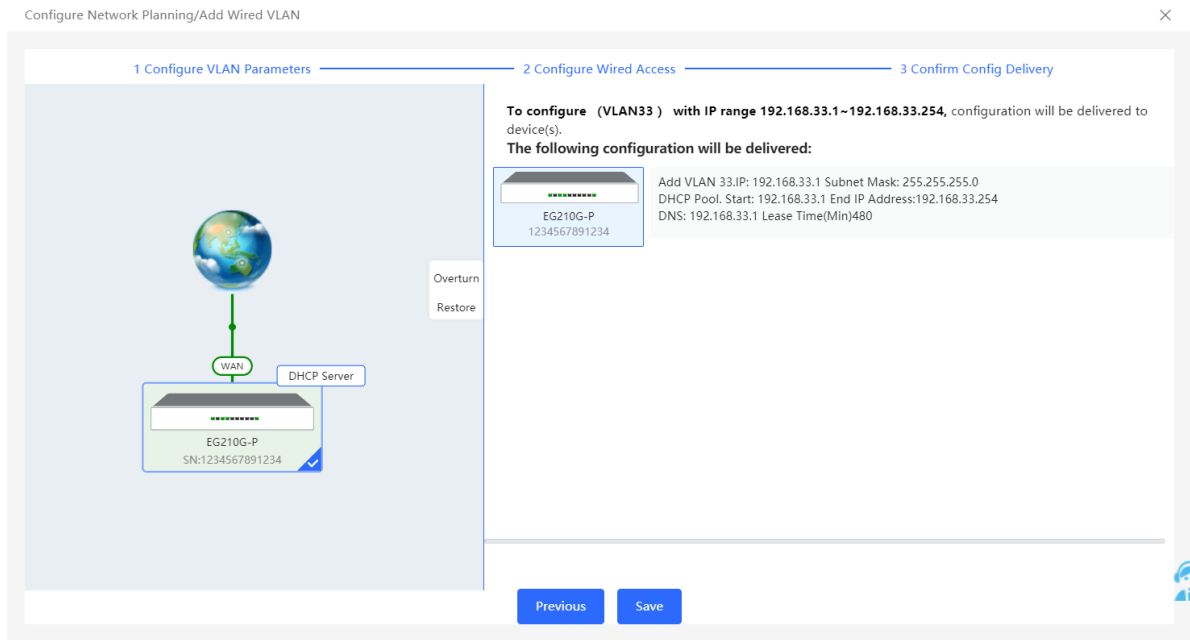 Configure Network Planning/Add Wired VLAN
1 Configure VLAN Parameters
2 Configure Wired Access
3 Confirm Config Delivery
Overturn
Restore
WAN
DHCP Server
EG210G-P
SN:1234567891234
To configure （VLAN33 ） with IP range 192.168.33.1~192.168.33.254, configuration will be delivered to
device(s).
The following configuration will be delivered:
EG210G-P
1234567891234
Add VLAN 33.IP: 192.168.33.1 Subnet Mask: 255.255.255.0
DHCP Pool. Start: 192.168.33.1 End IP Address:192.168.33.254
DNS: 192.168.33.1 Lease Time(Min)480
Previous
Save